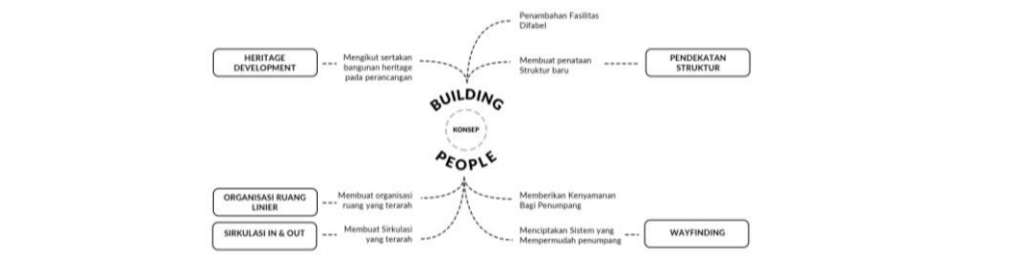 Penambahan Fasilitas
Difabel
HERITAGE
DEVELOPMENT
Mengikut sertakan
bangunan heritage
pada perancangan
Membuat penataan
Struktur baru
PENDEKATAN
STRUKTUR
BUILDING
KONSEP
PEOPLE
ORGANISASI RUANG
LINIER
Membuat organisasi
ruang yang terarah
Memberikan Kenyamanan
Bagi Penumpang
SIRKULASI IN & OUT
Membuat Sirkulasi
yang terarah
Menciptakan Sistem yang
Mempermudah penumpang
WAYFINDING